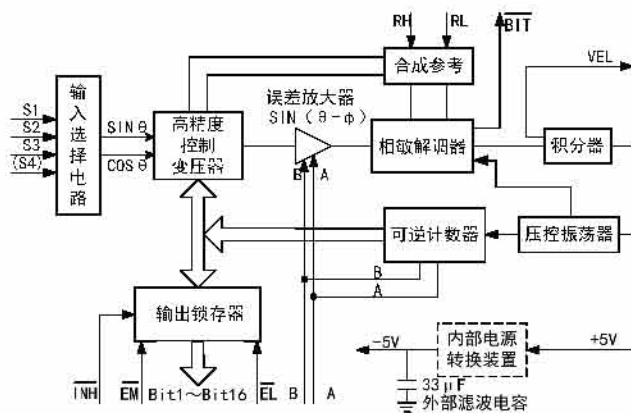 RH
RL
BIT
VEL
合成参考
S1
S2
S3
(S4)
输入选择电路
SIN θ
COS θ
高精度
控制
变压器
误差放大器
SIN (θ-φ)
B
A
相敏解调器
积分器
可逆计数器
压控振荡器
B
A
输出锁存器
-5V
内部电源
转换装置
+5V
33μF
外部滤波电容
INH
EM
Bit1～Bit16
EL
B
A